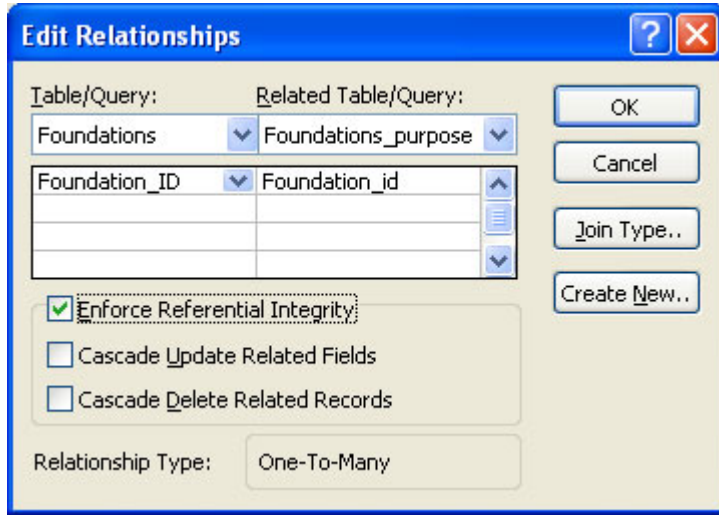 Edit Relationships
Table/Query: Related Table/Query:
Foundations Foundations_purpose
Foundation_ID Foundation_id
Enforce Referential Integrity
Cascade Update Related Fields
Cascade Delete Related Records
Relationship Type: One-To-Many
OK
Cancel
Join Type..
Create New..